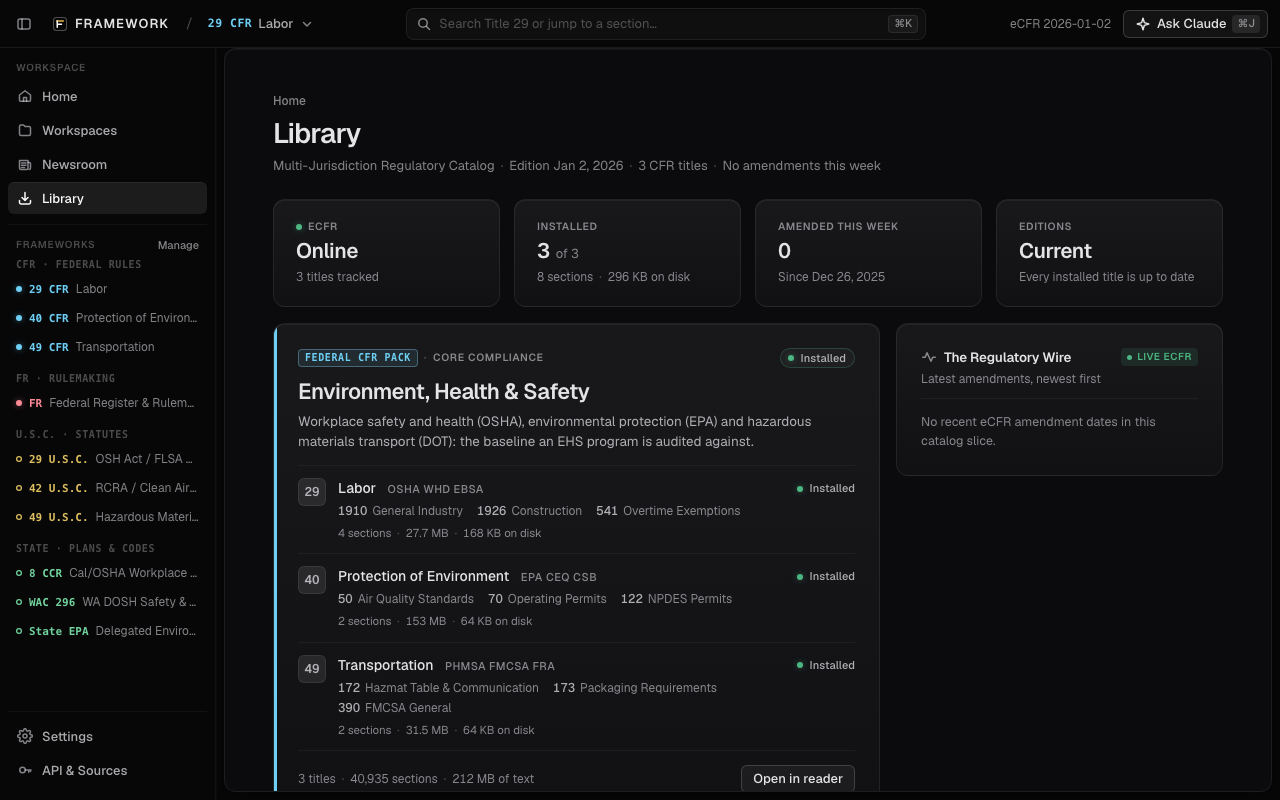 FRAMEWORK / 29 CFR Labor
Search Title 29 or jump to a section...
⌘K
eCFR 2026-01-02
Ask Claude ⌘J
WORKSPACE
Home
Workspaces
Newsroom
Library
FRAMEWORKS Manage
CFR · FEDERAL RULES
29 CFR Labor
40 CFR Protection of Environ...
49 CFR Transportation
FR · RULEMAKING
FR Federal Register & Rulem...
U.S.C. · STATUTES
29 U.S.C. OSH Act / FLSA ...
42 U.S.C. RCRA / Clean Air...
49 U.S.C. Hazardous Materi...
STATE · PLANS & CODES
8 CCR Cal/OSHA Workplace ...
WAC 296 WA DOSH Safety & ...
State EPA Delegated Enviro...
Settings
API & Sources
Home
Library
Multi-Jurisdiction Regulatory Catalog · Edition Jan 2, 2026 · 3 CFR titles · No amendments this week
ECFR
Online
3 titles tracked
INSTALLED
3 of 3
8 sections · 296 KB on disk
AMENDED THIS WEEK
0
Since Dec 26, 2025
EDITIONS
Current
Every installed title is up to date
FEDERAL CFR PACK · CORE COMPLIANCE
Installed
Environment, Health & Safety
Workplace safety and health (OSHA), environmental protection (EPA) and hazardous
materials transport (DOT): the baseline an EHS program is audited against.
29 Labor OSHA WHD EBSA Installed
1910 General Industry 1926 Construction 541 Overtime Exemptions
4 sections · 27.7 MB · 168 KB on disk
40 Protection of Environment EPA CEQ CSB Installed
50 Air Quality Standards 70 Operating Permits 122 NPDES Permits
2 sections · 153 MB · 64 KB on disk
49 Transportation PHMSA FMCSA FRA Installed
172 Hazmat Table & Communication 173 Packaging Requirements
390 FMCSA General
2 sections · 31.5 MB · 64 KB on disk
3 titles · 40,935 sections · 212 MB of text
Open in reader
The Regulatory Wire
LIVE ECFR
Latest amendments, newest first
No recent eCFR amendment dates in this
catalog slice.